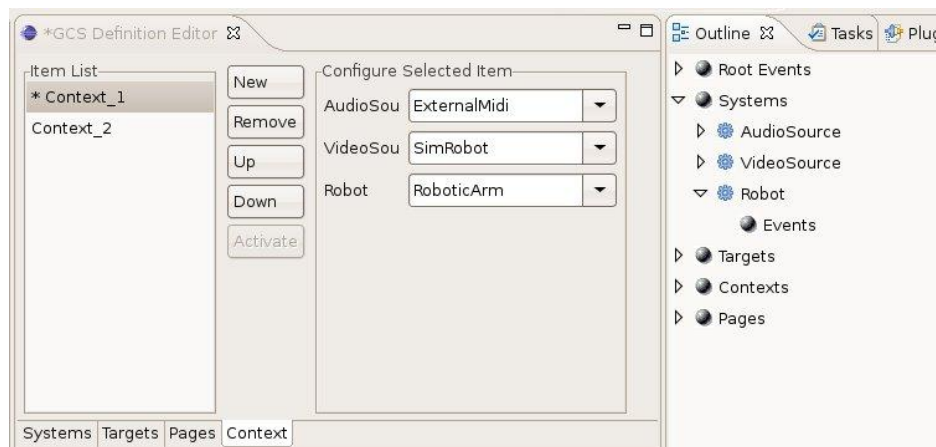 *GCS Definition Editor
Item List
* Context_1
Context_2
New
Remove
Up
Down
Activate
Configure Selected Item
AudioSou ExternalMidi
VideoSou SimRobot
Robot RoboticArm
Systems Targets Pages Context
Outline Tasks Plug
Root Events
Systems
AudioSource
VideoSource
Robot
Events
Targets
Contexts
Pages